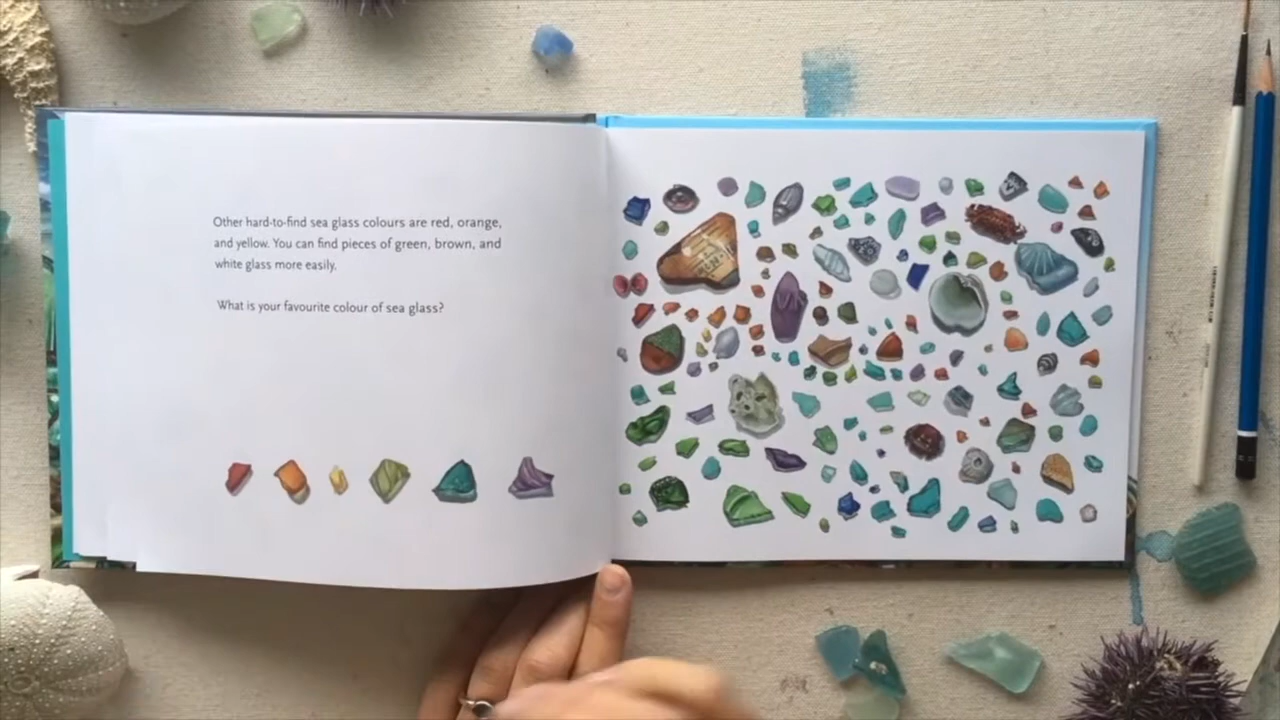 Other hard-to-find sea glass colours are red, orange,
and yellow. You can find pieces of green, brown, and
white glass more easily.
What is your favourite colour of sea glass?